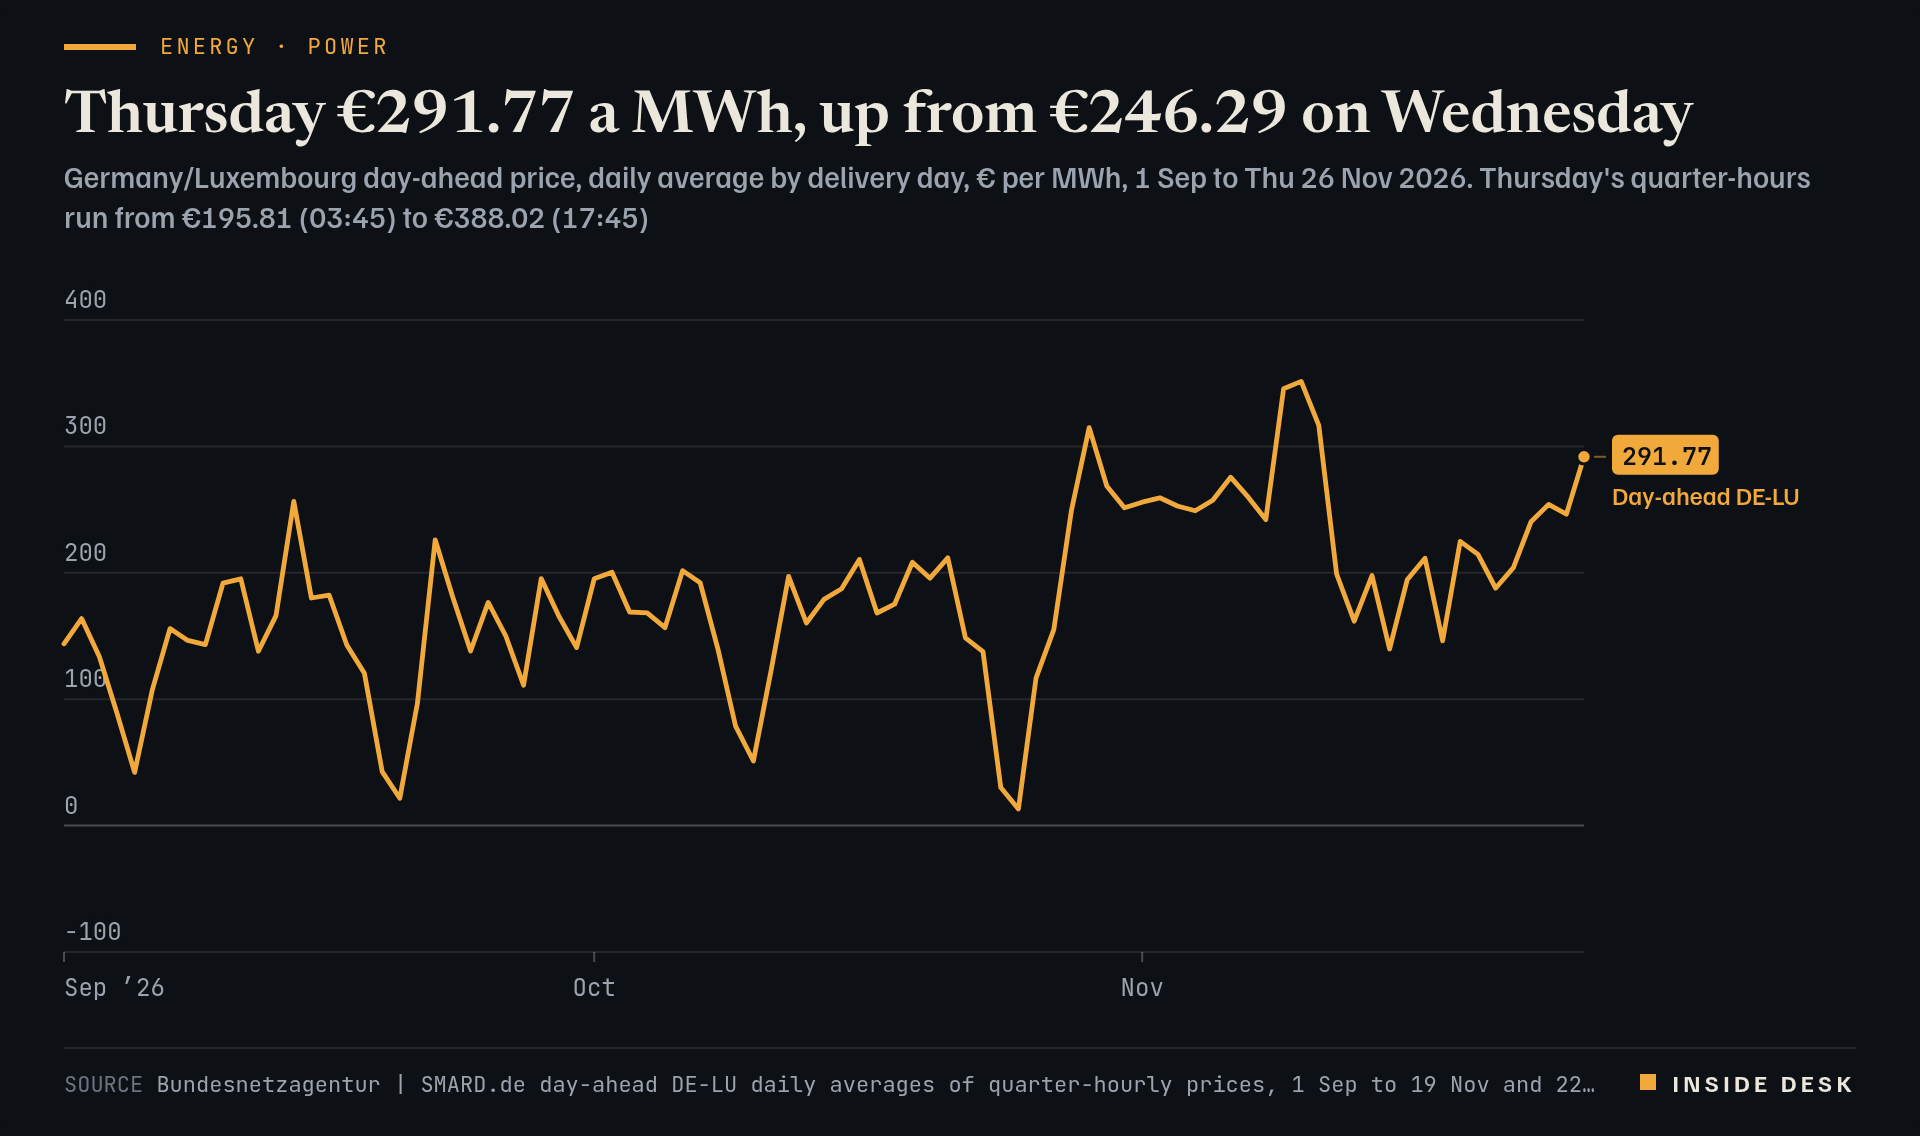 ENERGY · POWER
Thursday €291.77 a MWh, up from €246.29 on Wednesday
Germany/Luxembourg day-ahead price, daily average by delivery day, € per MWh, 1 Sep to Thu 26 Nov 2026. Thursday's quarter-hours
run from €195.81 (03:45) to €388.02 (17:45)
400
300
291.77
Day-ahead DE-LU
200
100
0
-100
Sep ’26 Oct Nov
SOURCE Bundesnetzagentur | SMARD.de day-ahead DE-LU daily averages of quarter-hourly prices, 1 Sep to 19 Nov and 22…
INSIDE DESK